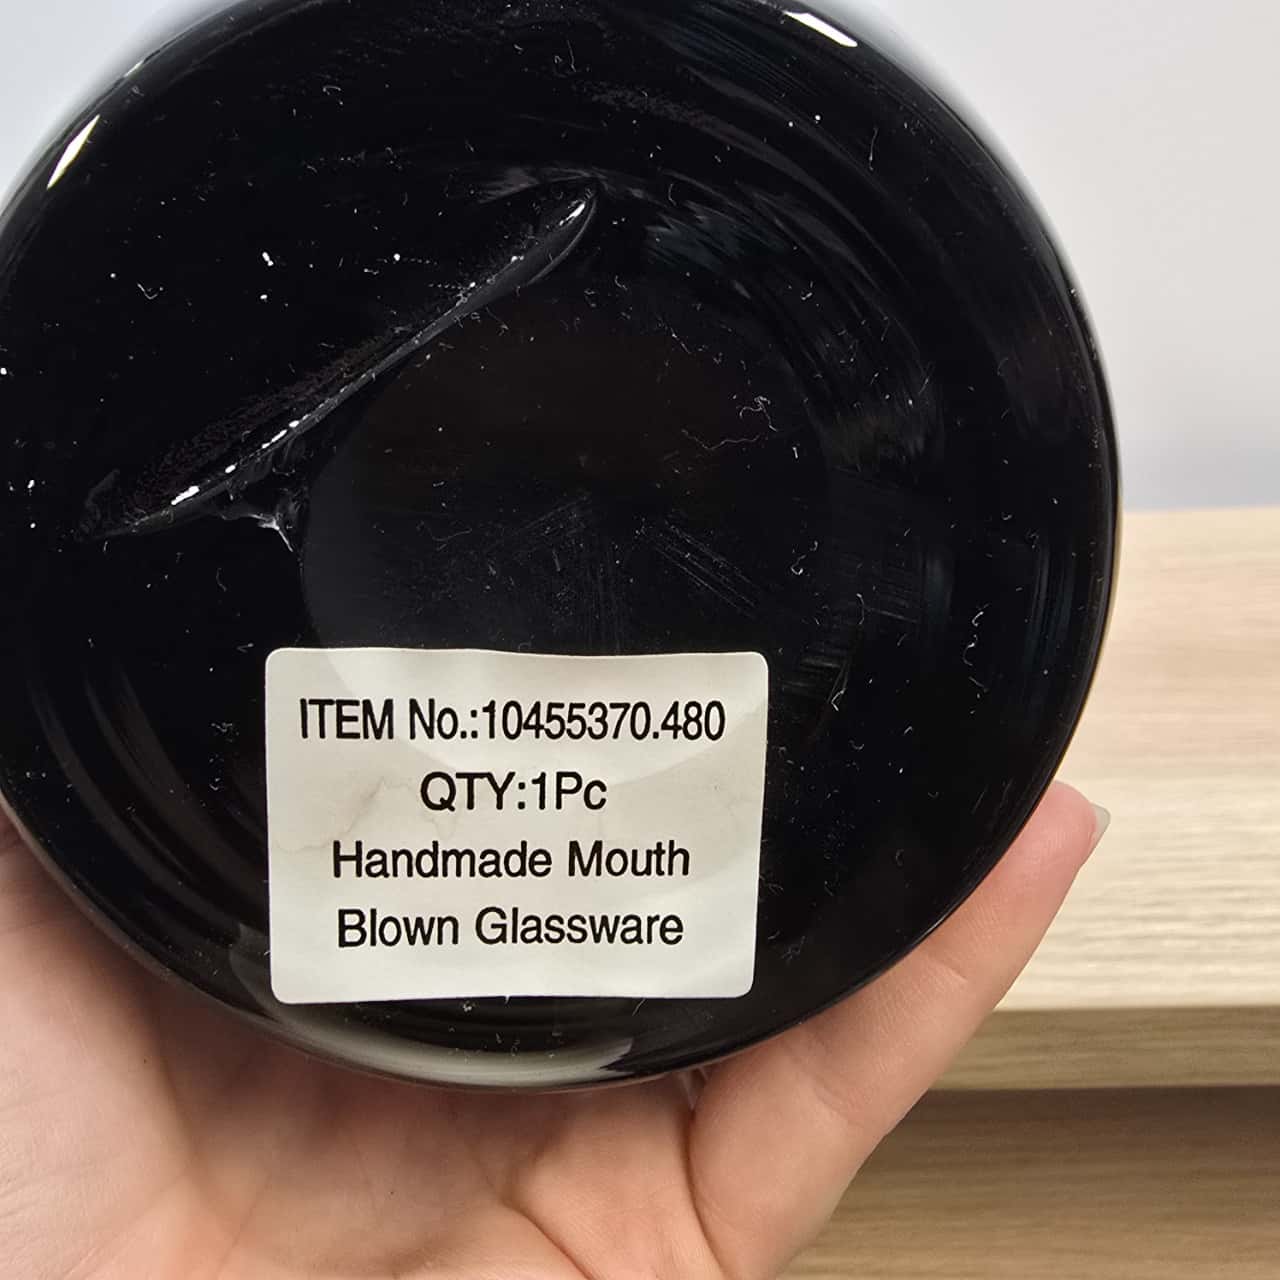 ITEM No.:10455370.480
QTY:1Pc
Handmade Mouth
Blown Glassware